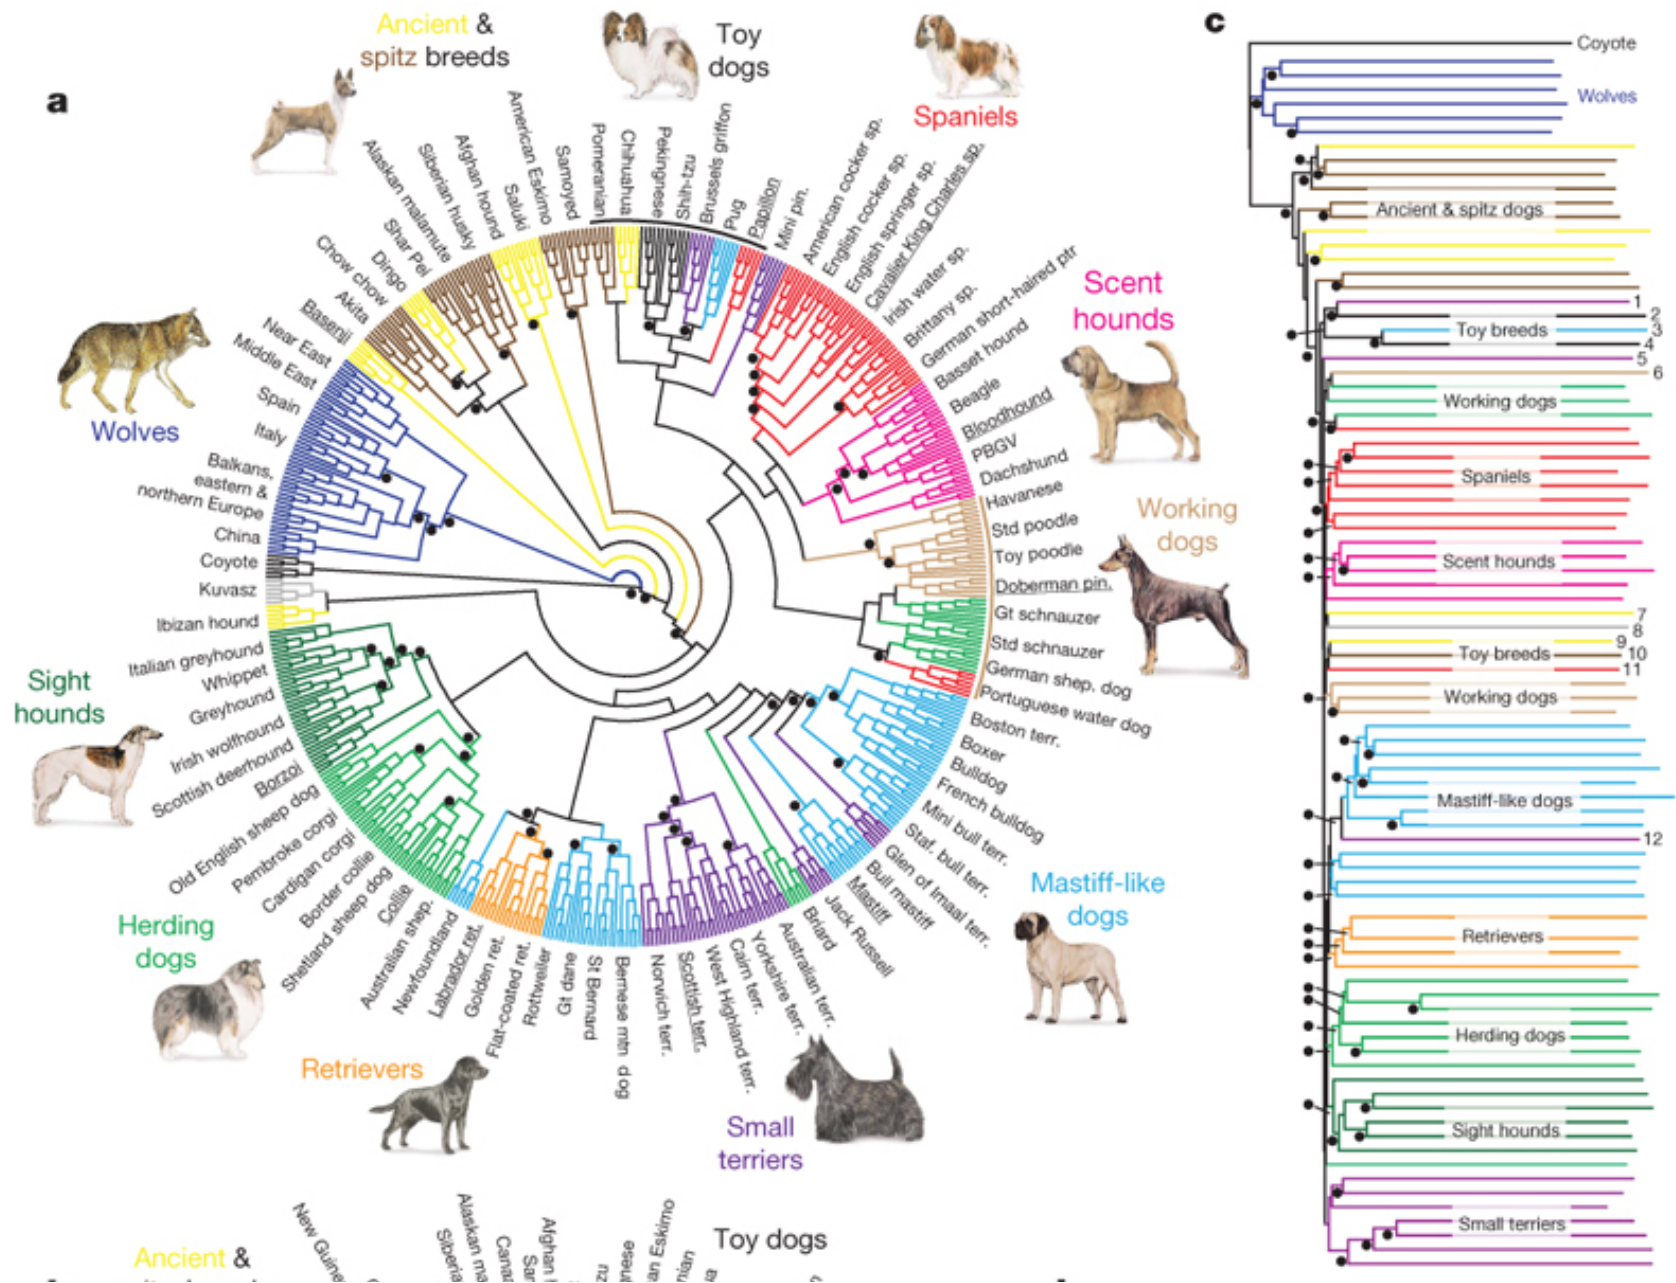 a
Ancient &
spitz breeds
Toy
dogs
Spaniels
Scent
hounds
Working
dogs
Mastiff-like
dogs
Small
terriers
Retrievers
Herding
dogs
Sight
hounds
Wolves
Coyote
China
Balkans,
eastern &
northern Europe
Italy
Spain
Middle East
Near East
Basenji
Akita
Chow chow
Dingo
Shar Pei
Alaskan malamute
Siberian husky
Afghan hound
Saluki
American Eskimo
Samoyed
Pomeranian
Chihuahua
Pekingnese
Shih-tzu
Brussels griffon
Pug
Papillon
Mini pin.
American cocker sp.
English cocker sp.
English springer sp.
Cavalier King Charles sp.
Irish water sp.
Brittany sp.
German short-haired ptr
Basset hound
Beagle
Bloodhound
PBGV
Dachshund
Havanese
Std poodle
Toy poodle
Doberman pin.
Gt schnauzer
Std schnauzer
German shep. dog
Portuguese water dog
Boston terr.
Boxer
Bulldog
French bulldog
Mini bull terr.
Staf. bull terr.
Glen of Imaal terr.
Bull mastiff
Mastiff
Jack Russell
Briard
Australian terr.
Yorkshire terr.
Cairn terr.
West Highland terr.
Scottish terr.
Norwich terr.
Bernese mtn dog
St Bernard
Gt dane
Rottweiler
Flat-coated ret.
Golden ret.
Labrador ret.
Newfoundland
Australian shep.
Collie
Shetland sheep dog
Border collie
Cardigan corgi
Pembroke corgi
Old English sheep dog
Borzoi
Scottish deerhound
Irish wolfhound
Greyhound
Whippet
Italian greyhound
Ibizan hound
Kuvasz
c
Coyote
Wolves
Ancient & spitz dogs
1
2
Toy breeds
3
4
5
6
Working dogs
Spaniels
Scent hounds
7
8
9
Toy breeds
10
11
Working dogs
Mastiff-like dogs
12
Retrievers
Herding dogs
Sight hounds
Small terriers
Ancient &
Toy dogs